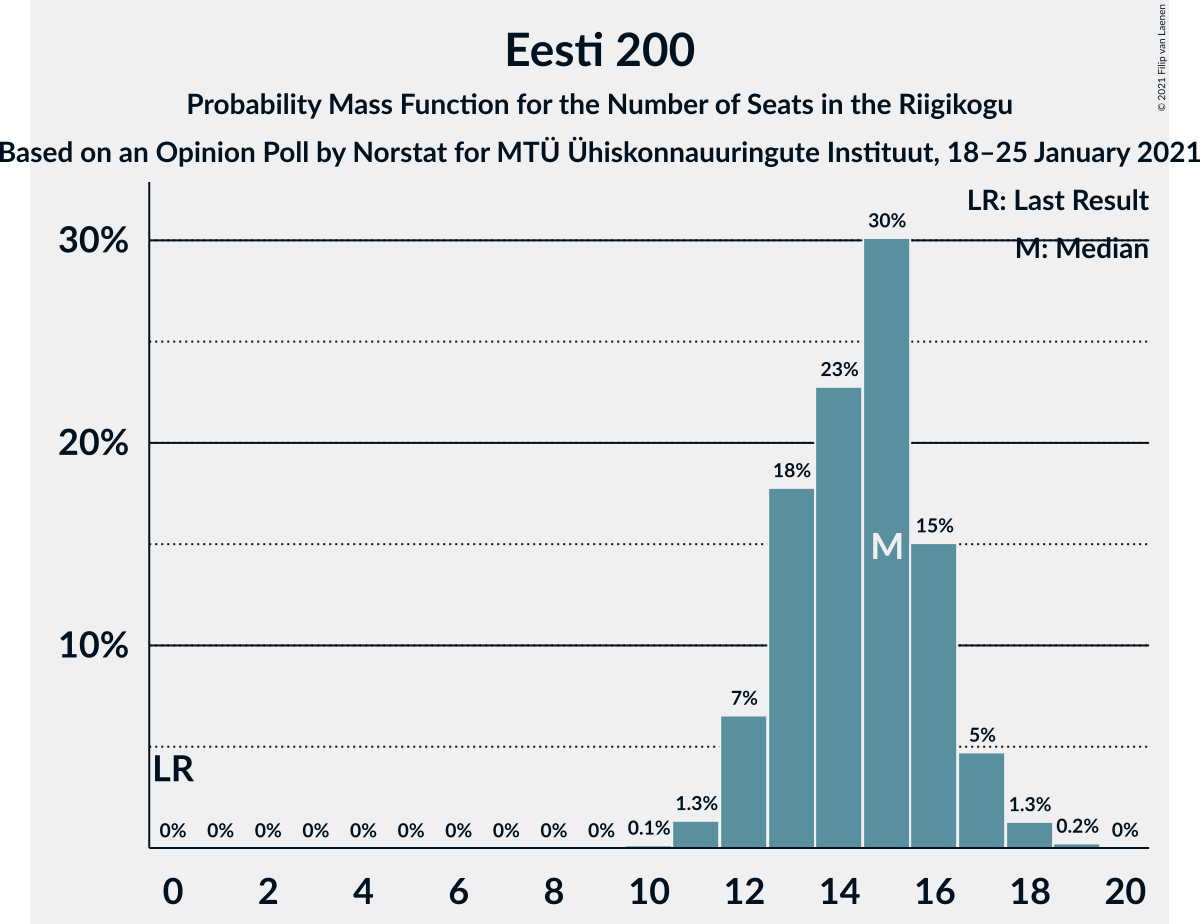 Eesti 200
Probability Mass Function for the Number of Seats in the Riigikogu
Based on an Opinion Poll by Norstat for MTÜ Ühiskonnauuringute Instituut, 18–25 January 2021
© 2021 Filip van Laenen
LR: Last Result
M: Median
30%
20%
10%
LR
0% 0% 0% 0% 0% 0% 0% 0% 0% 0% 0.1% 1.3% 7% 18% 23% 30% 15% 5% 1.3% 0.2% 0%
M
0 2 4 6 8 10 12 14 16 18 20